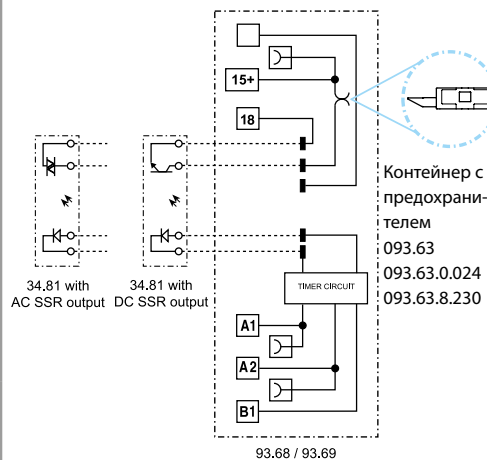 15+
18
Контейнер с
предохрани-
телем
093.63
093.63.0.024
093.63.8.230
34.81 with
AC SSR output
34.81 with
DC SSR output
TIMER CIRCUIT
A1
A2
B1
93.68 / 93.69